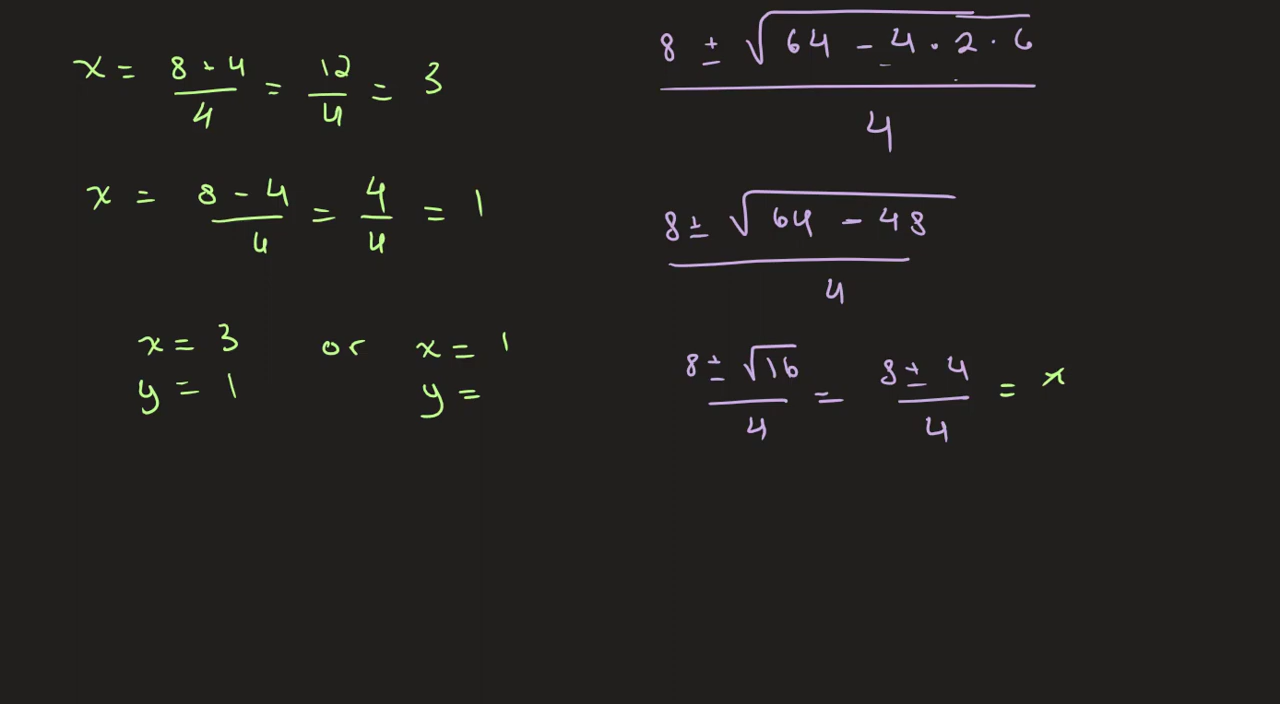 x = 8 + 4 / 4 = 12 / 4 = 3
x = 8 - 4 / 4 = 4 / 4 = 1
x = 3 or x = 1
y = 1 y =
8 ± √64 - 4 · 2 · 6 / 4
8 ± √64 - 48 / 4
8 ± √16 / 4 = 8 ± 4 / 4 = x